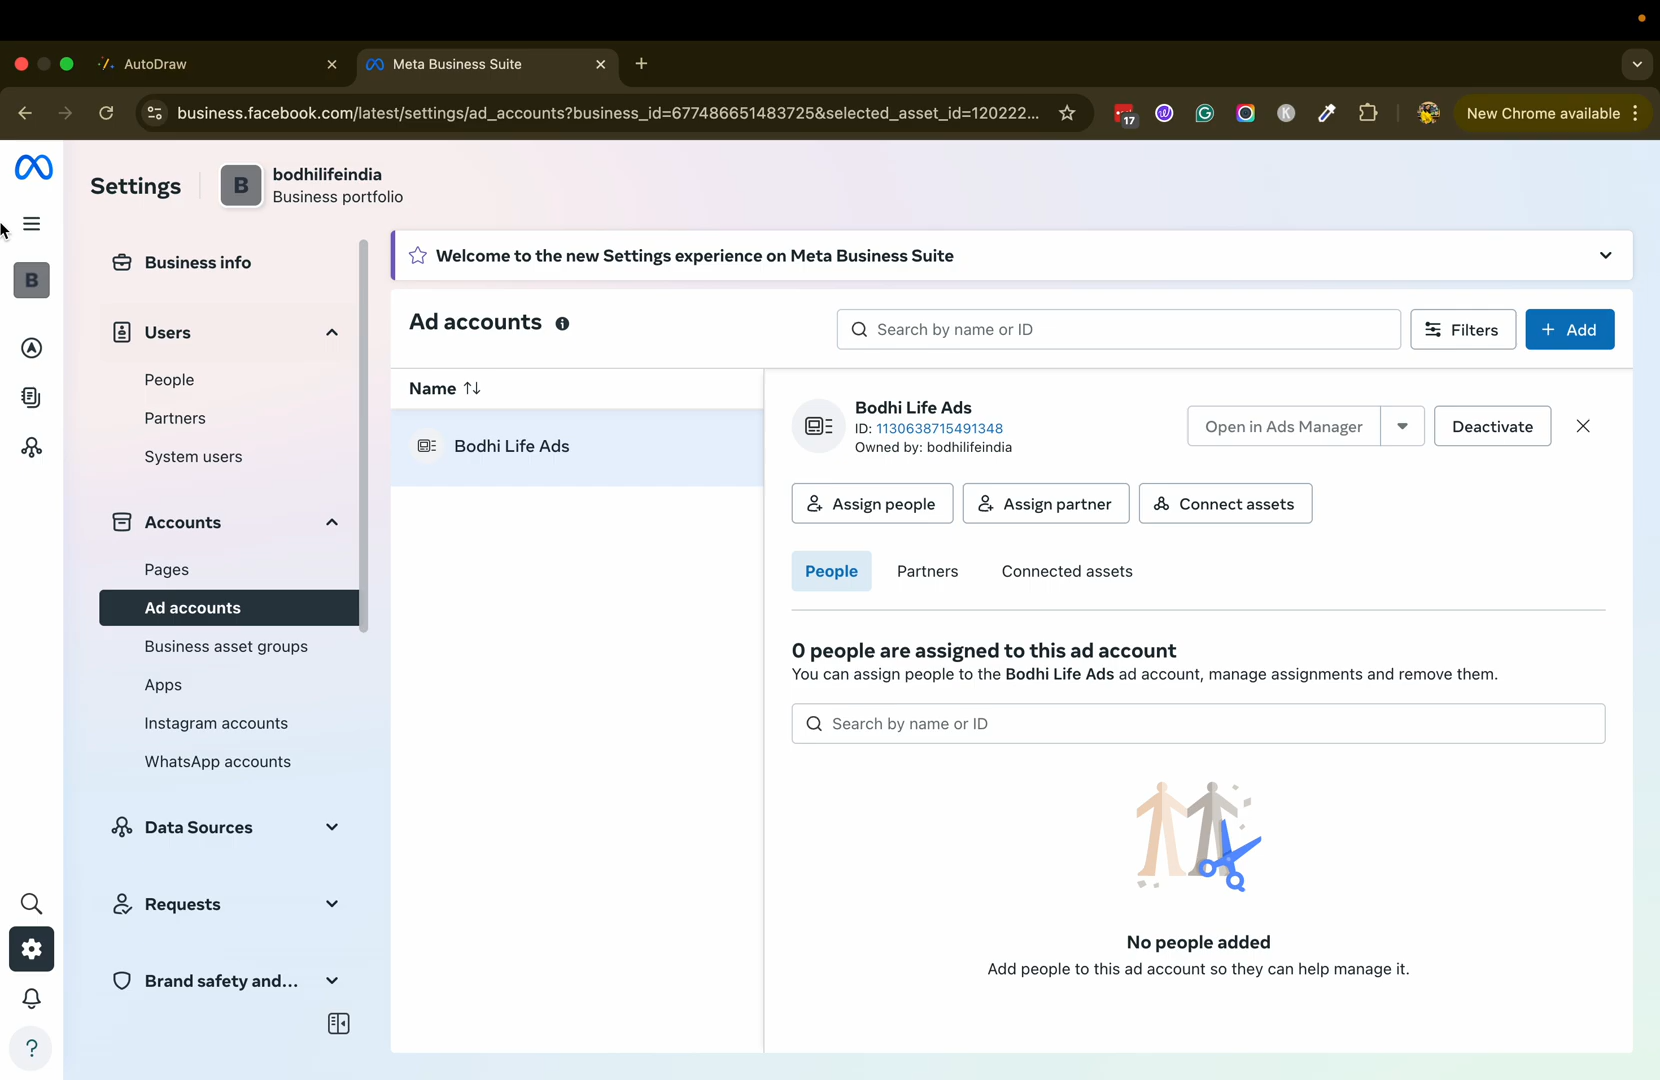 AutoDraw
Meta Business Suite
business.facebook.com/latest/settings/ad_accounts?business_id=677486651483725&selected_asset_id=120222...
17
K
New Chrome available
Settings
B
bodhilifeindia
Business portfolio
B
Business info
Users
People
Partners
System users
Accounts
Pages
Ad accounts
Business asset groups
Apps
Instagram accounts
WhatsApp accounts
Data Sources
Requests
Brand safety and...
?
Welcome to the new Settings experience on Meta Business Suite
Ad accounts
Search by name or ID
Filters
+ Add
Name
Bodhi Life Ads
Bodhi Life Ads
ID: 1130638715491348
Owned by: bodhilifeindia
Open in Ads Manager
Deactivate
Assign people
Assign partner
Connect assets
People
Partners
Connected assets
0 people are assigned to this ad account
You can assign people to the Bodhi Life Ads ad account, manage assignments and remove them.
Search by name or ID
No people added
Add people to this ad account so they can help manage it.